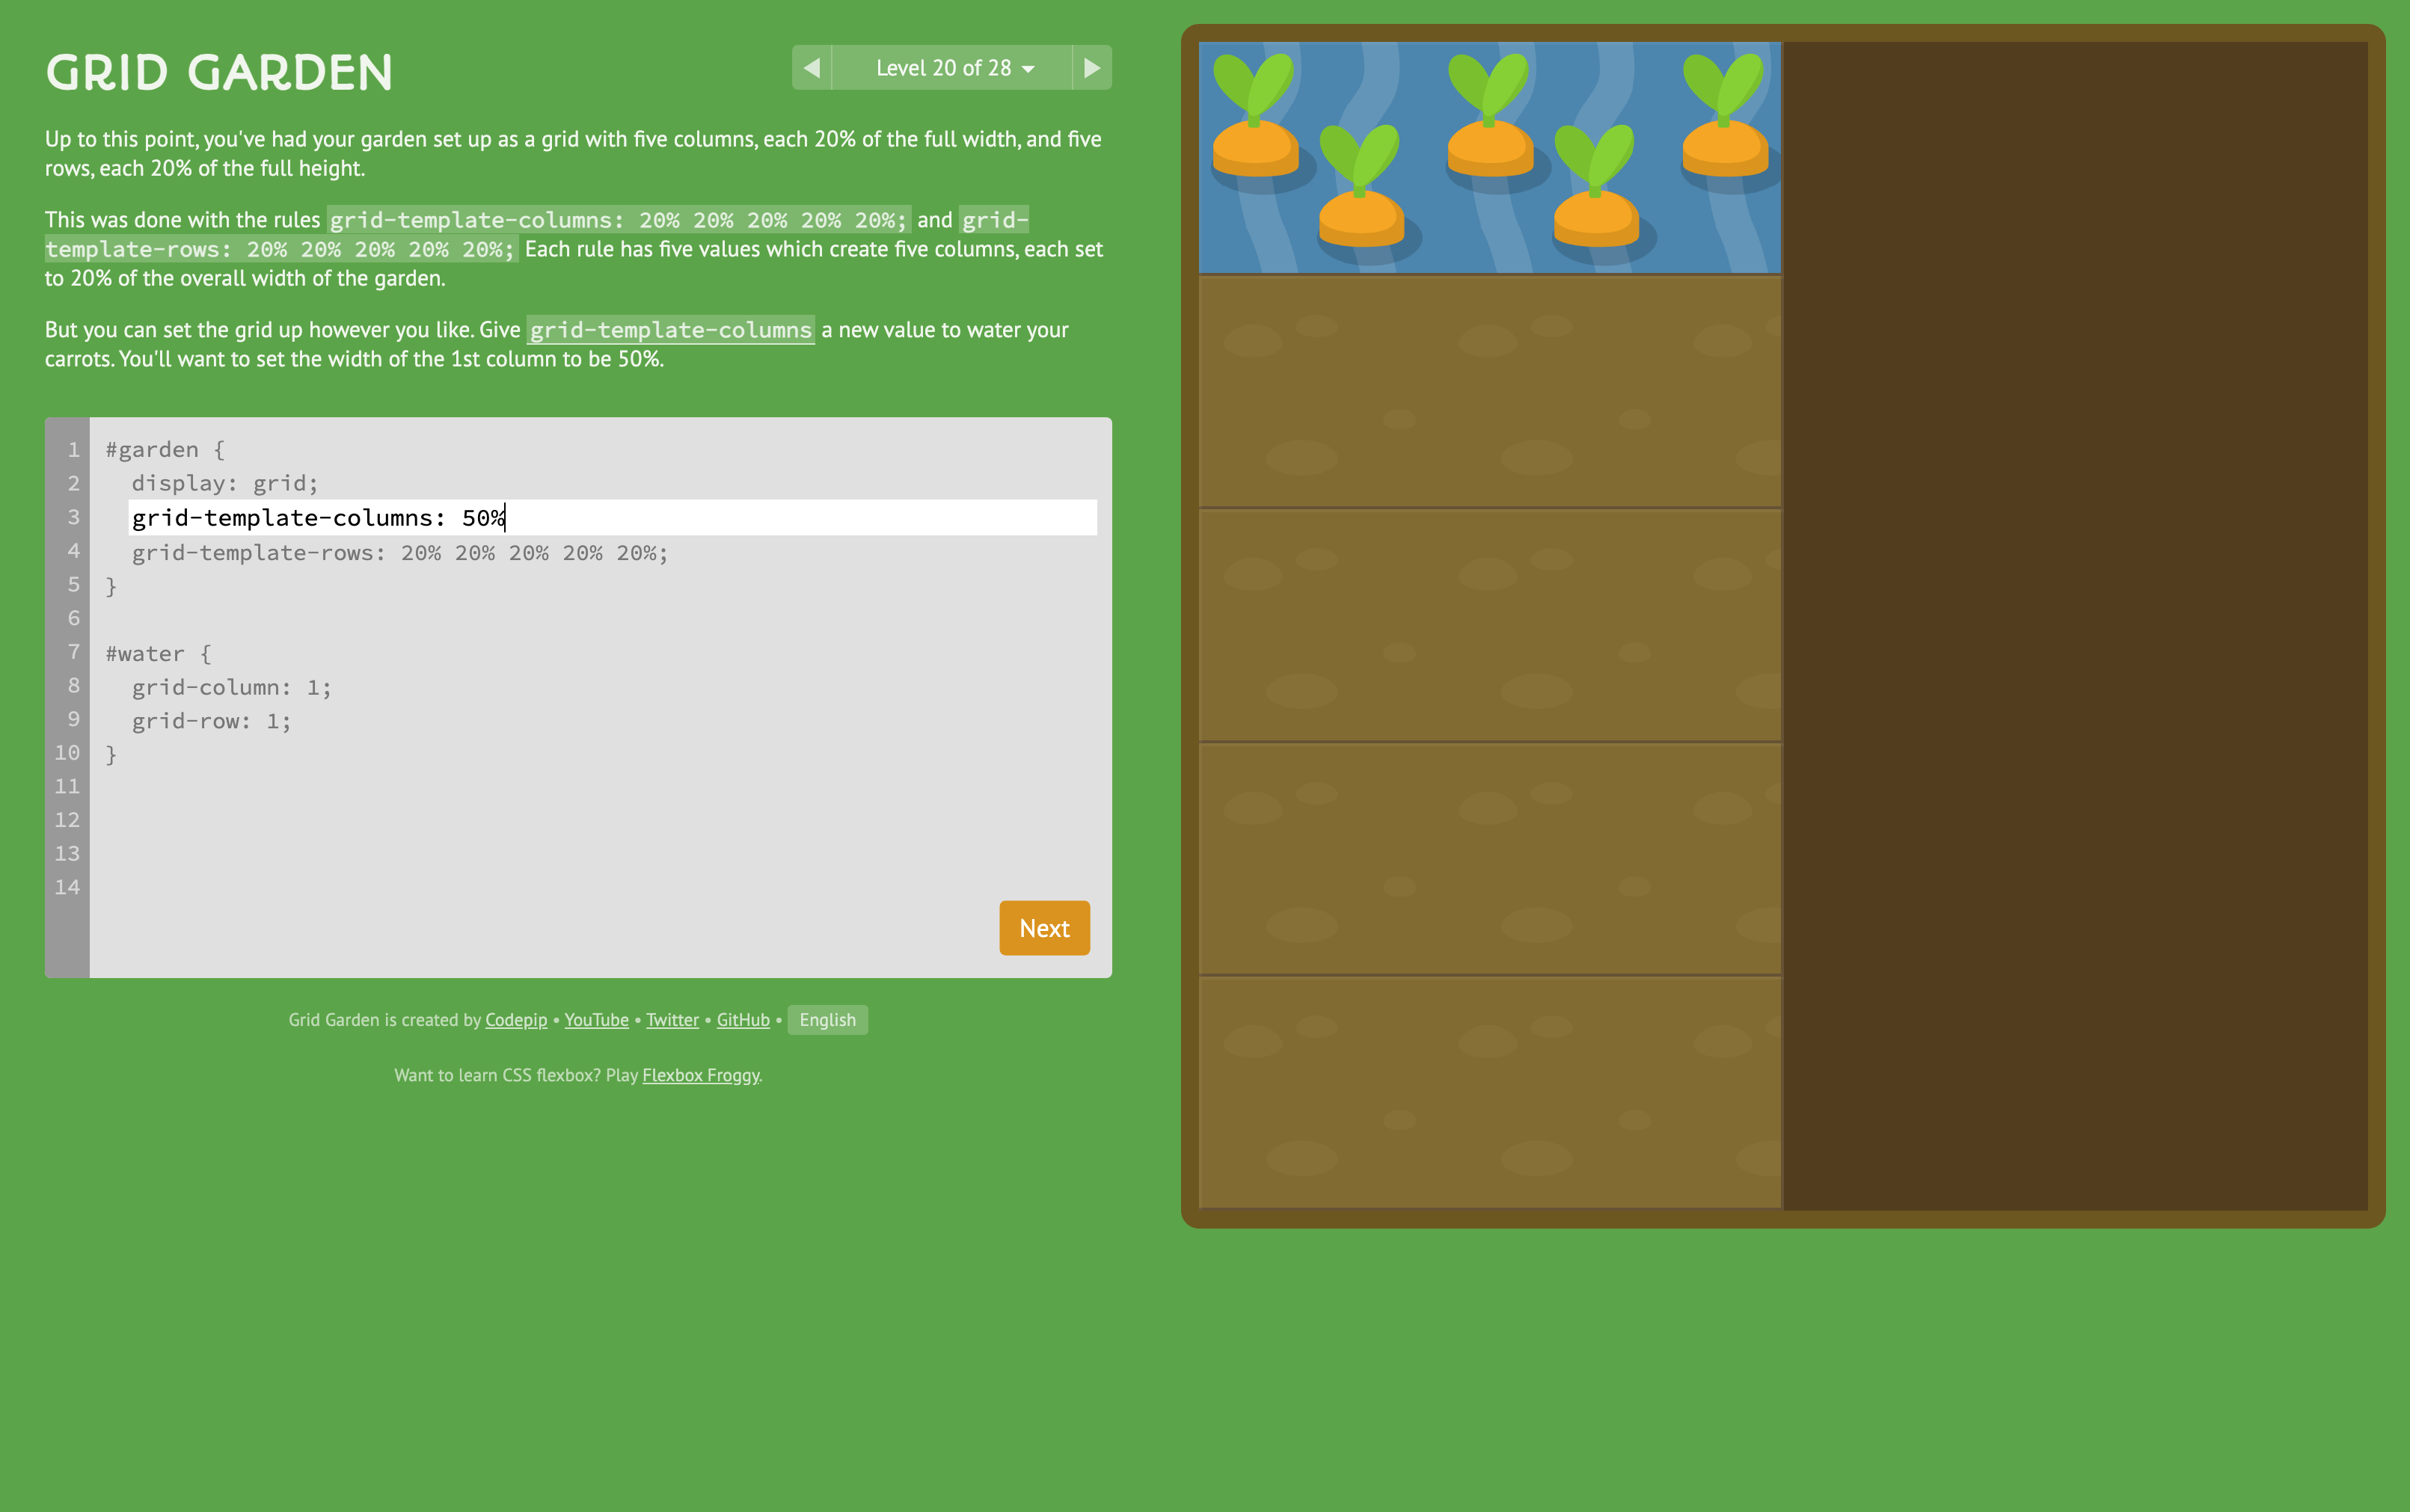 GRID GARDEN
Level 20 of 28
Up to this point, you've had your garden set up as a grid with five columns, each 20% of the full width, and five
rows, each 20% of the full height.
This was done with the rules grid-template-columns: 20% 20% 20% 20% 20%; and grid-
template-rows: 20% 20% 20% 20% 20%; Each rule has five values which create five columns, each set
to 20% of the overall width of the garden.
But you can set the grid up however you like. Give grid-template-columns a new value to water your
carrots. You'll want to set the width of the 1st column to be 50%.
1 #garden {
2 display: grid;
3 grid-template-columns: 50%
4 grid-template-rows: 20% 20% 20% 20% 20%;
5 }
6
7 #water {
8 grid-column: 1;
9 grid-row: 1;
10 }
11
12
13
14
Next
Grid Garden is created by Codepip • YouTube • Twitter • GitHub • English
Want to learn CSS flexbox? Play Flexbox Froggy.